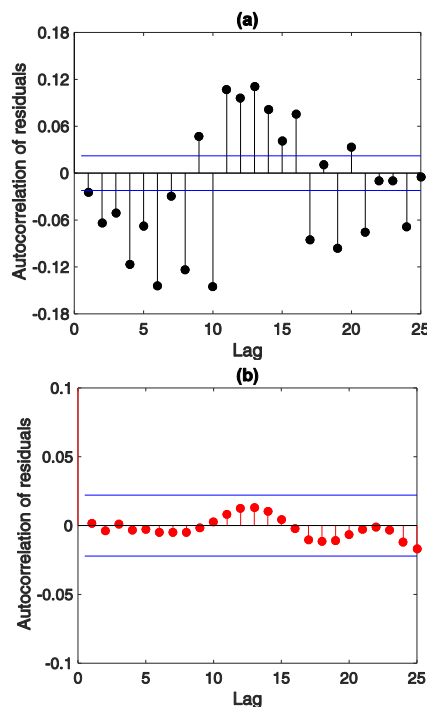 (a)
Autocorrelation of residuals
0.18
0.12
0.06
0
-0.06
-0.12
-0.18
0 5 10 15 20 25
Lag
(b)
Autocorrelation of residuals
0.1
0.05
0
-0.05
-0.1
0 5 10 15 20 25
Lag